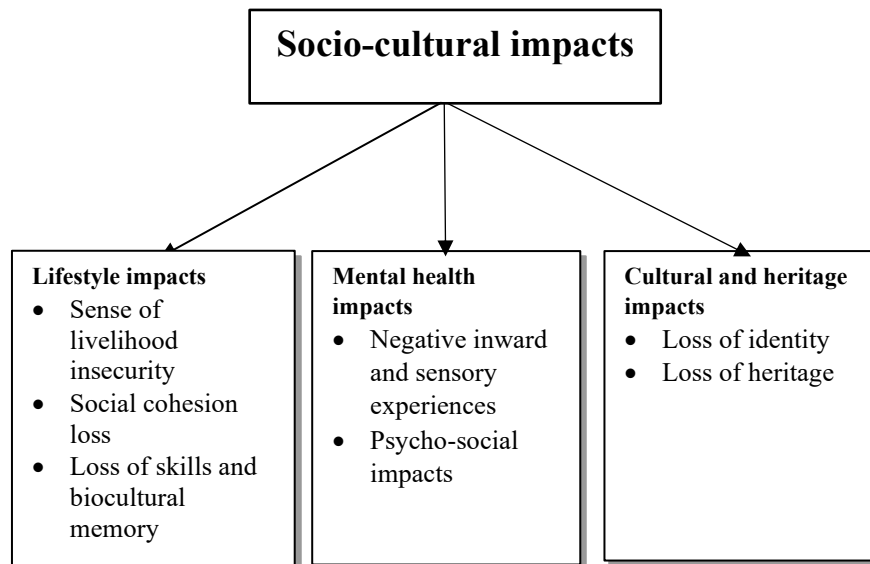 Socio-cultural impacts
Lifestyle impacts
• Sense of
livelihood
insecurity
• Social cohesion
loss
• Loss of skills and
biocultural
memory
Mental health
impacts
• Negative inward
and sensory
experiences
• Psycho-social
impacts
Cultural and heritage
impacts
• Loss of identity
• Loss of heritage